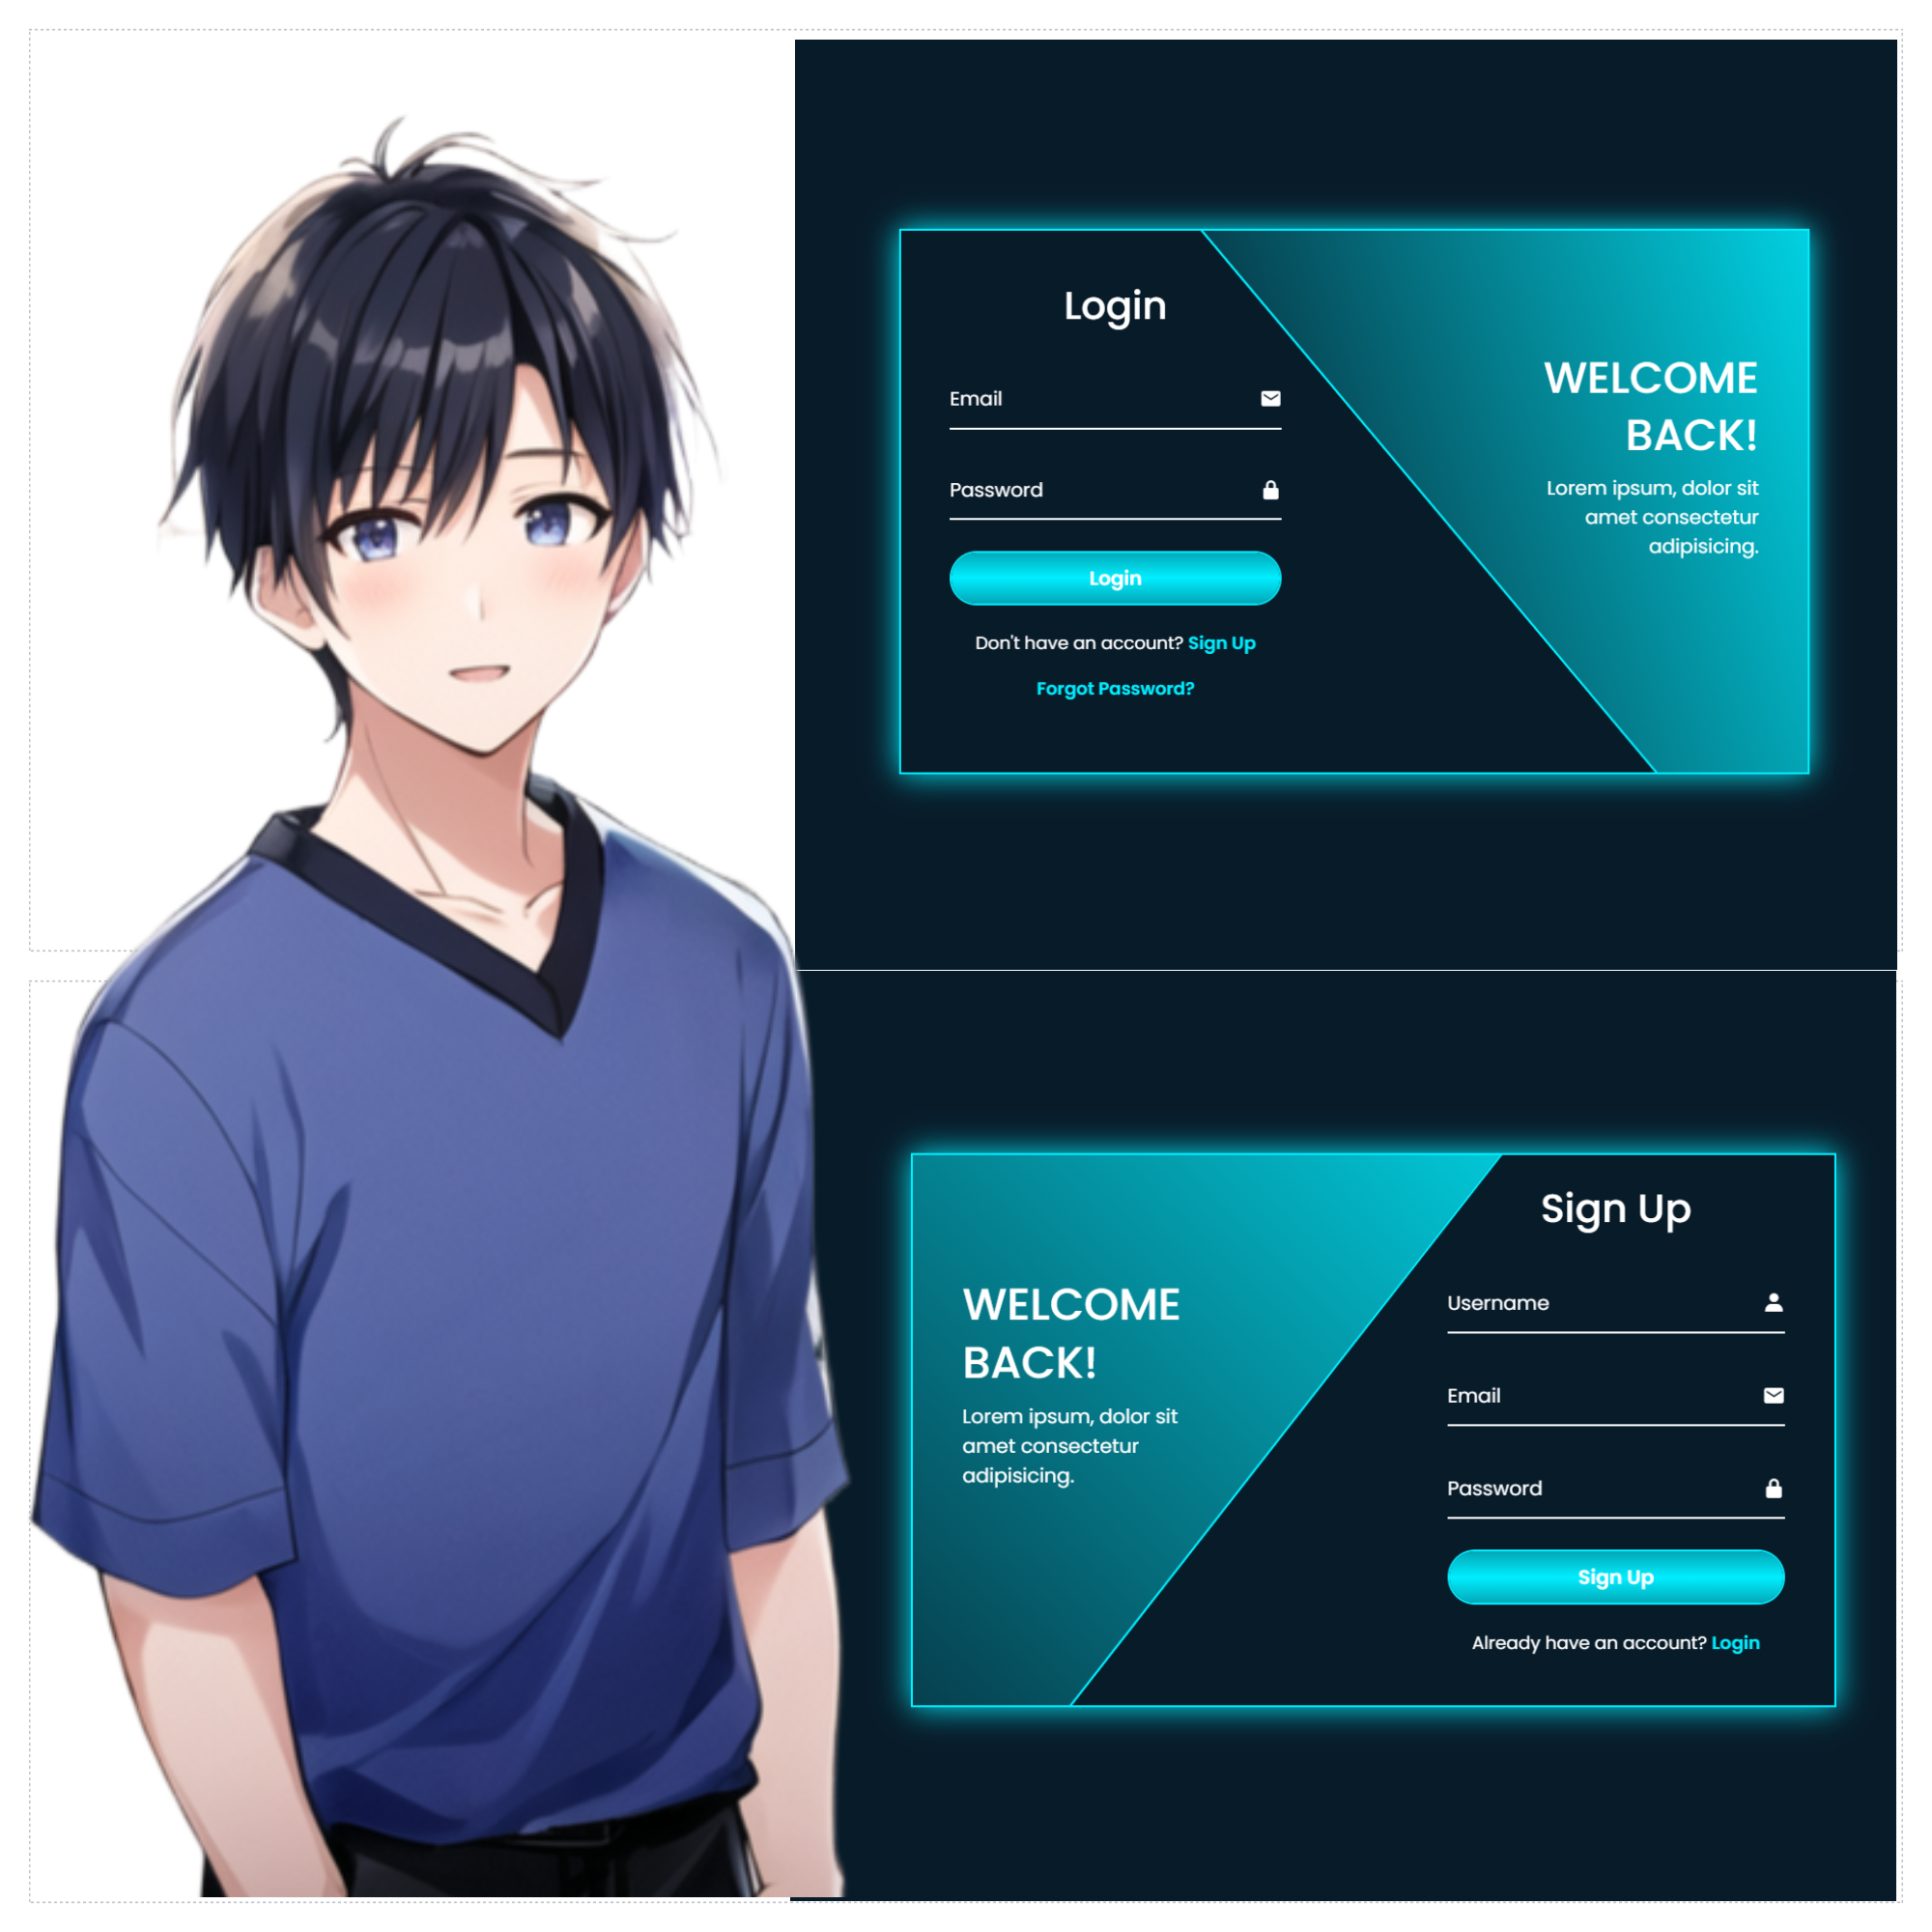 Login
Email
Password
Login
Don't have an account? Sign Up
Forgot Password?
WELCOME
BACK!
Lorem ipsum, dolor sit
amet consectetur
adipisicing.
WELCOME
BACK!
Lorem ipsum, dolor sit
amet consectetur
adipisicing.
Sign Up
Username
Email
Password
Sign Up
Already have an account? Login